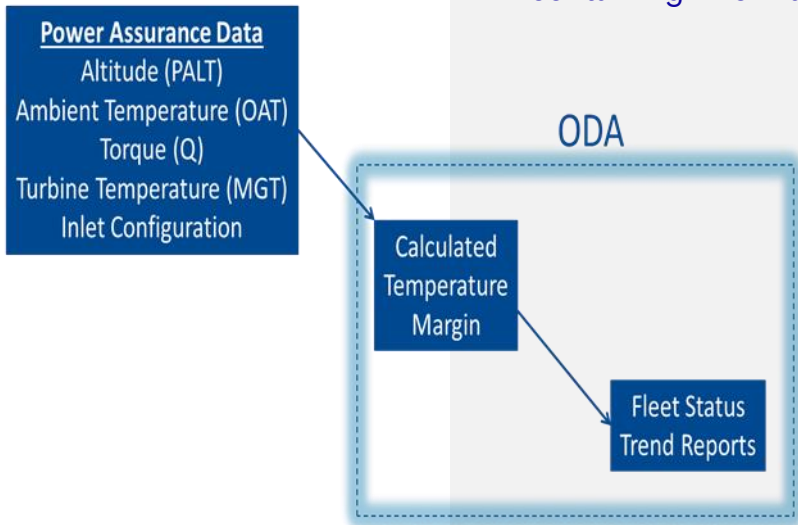 Power Assurance Data
Altitude (PALT)
Ambient Temperature (OAT)
Torque (Q)
Turbine Temperature (MGT)
Inlet Configuration
ODA
Calculated
Temperature
Margin
Fleet Status
Trend Reports